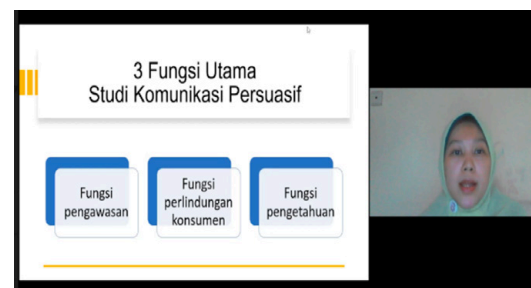 3 Fungsi Utama
Studi Komunikasi Persuasif
Fungsi
pengawasan
Fungsi
perlindungan
konsumen
Fungsi
pengetahuan